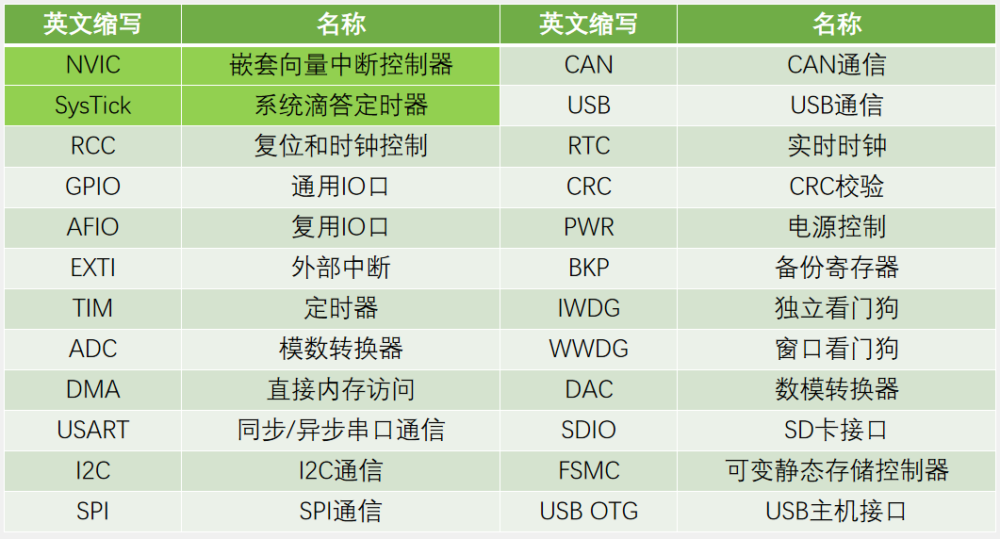 英文缩写 名称 英文缩写 名称
NVIC 嵌套向量中断控制器 CAN CAN通信
SysTick 系统滴答定时器 USB USB通信
RCC 复位和时钟控制 RTC 实时时钟
GPIO 通用IO口 CRC CRC校验
AFIO 复用IO口 PWR 电源控制
EXTI 外部中断 BKP 备份寄存器
TIM 定时器 IWDG 独立看门狗
ADC 模数转换器 WWDG 窗口看门狗
DMA 直接内存访问 DAC 数模转换器
USART 同步/异步串口通信 SDIO SD卡接口
I2C I2C通信 FSMC 可变静态存储控制器
SPI SPI通信 USB OTG USB主机接口